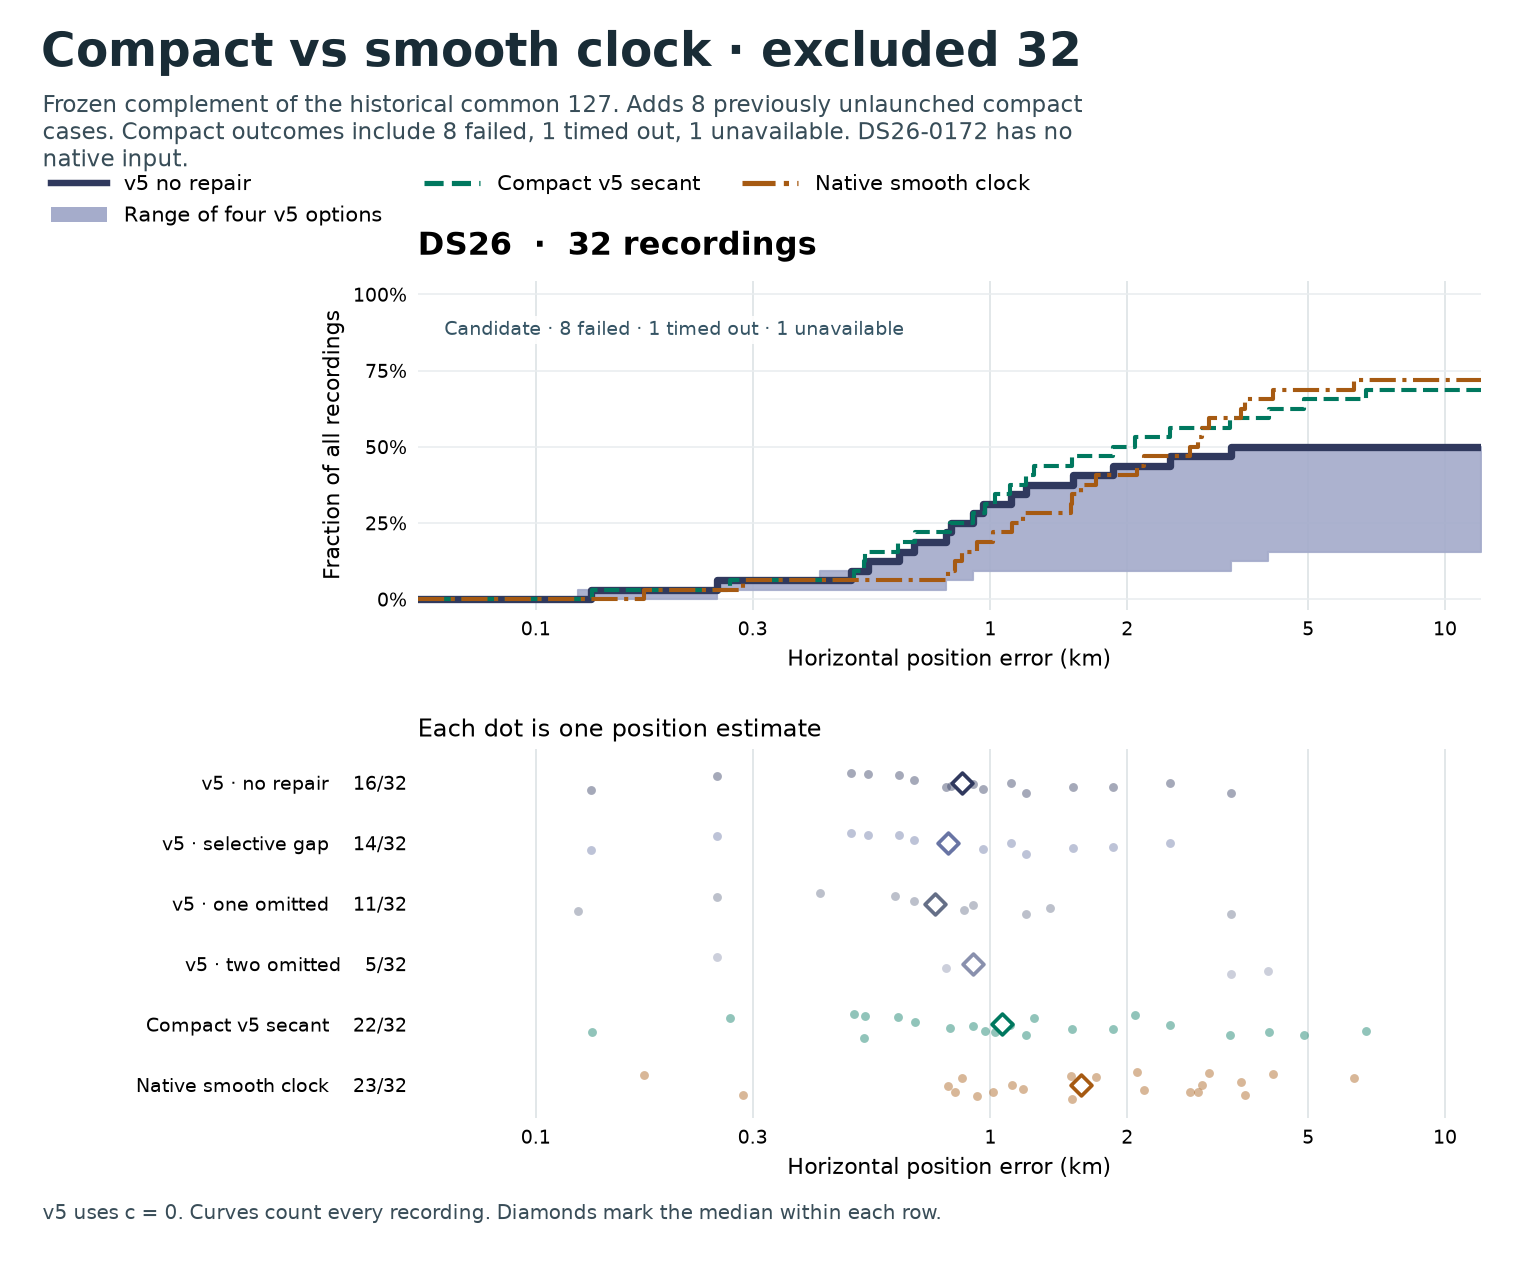 Compact vs smooth clock · excluded 32
Frozen complement of the historical common 127. Adds 8 previously unlaunched compact
cases. Compact outcomes include 8 failed, 1 timed out, 1 unavailable. DS26-0172 has no
native input.
v5 no repair
Compact v5 secant
Native smooth clock
Range of four v5 options
DS26 · 32 recordings
Fraction of all recordings
100%
75%
50%
25%
0%
Candidate · 8 failed · 1 timed out · 1 unavailable
0.1 0.3 1 2 5 10
Horizontal position error (km)
Each dot is one position estimate
v5 · no repair 16/32
v5 · selective gap 14/32
v5 · one omitted 11/32
v5 · two omitted 5/32
Compact v5 secant 22/32
Native smooth clock 23/32
0.1 0.3 1 2 5 10
Horizontal position error (km)
v5 uses c = 0. Curves count every recording. Diamonds mark the median within each row.